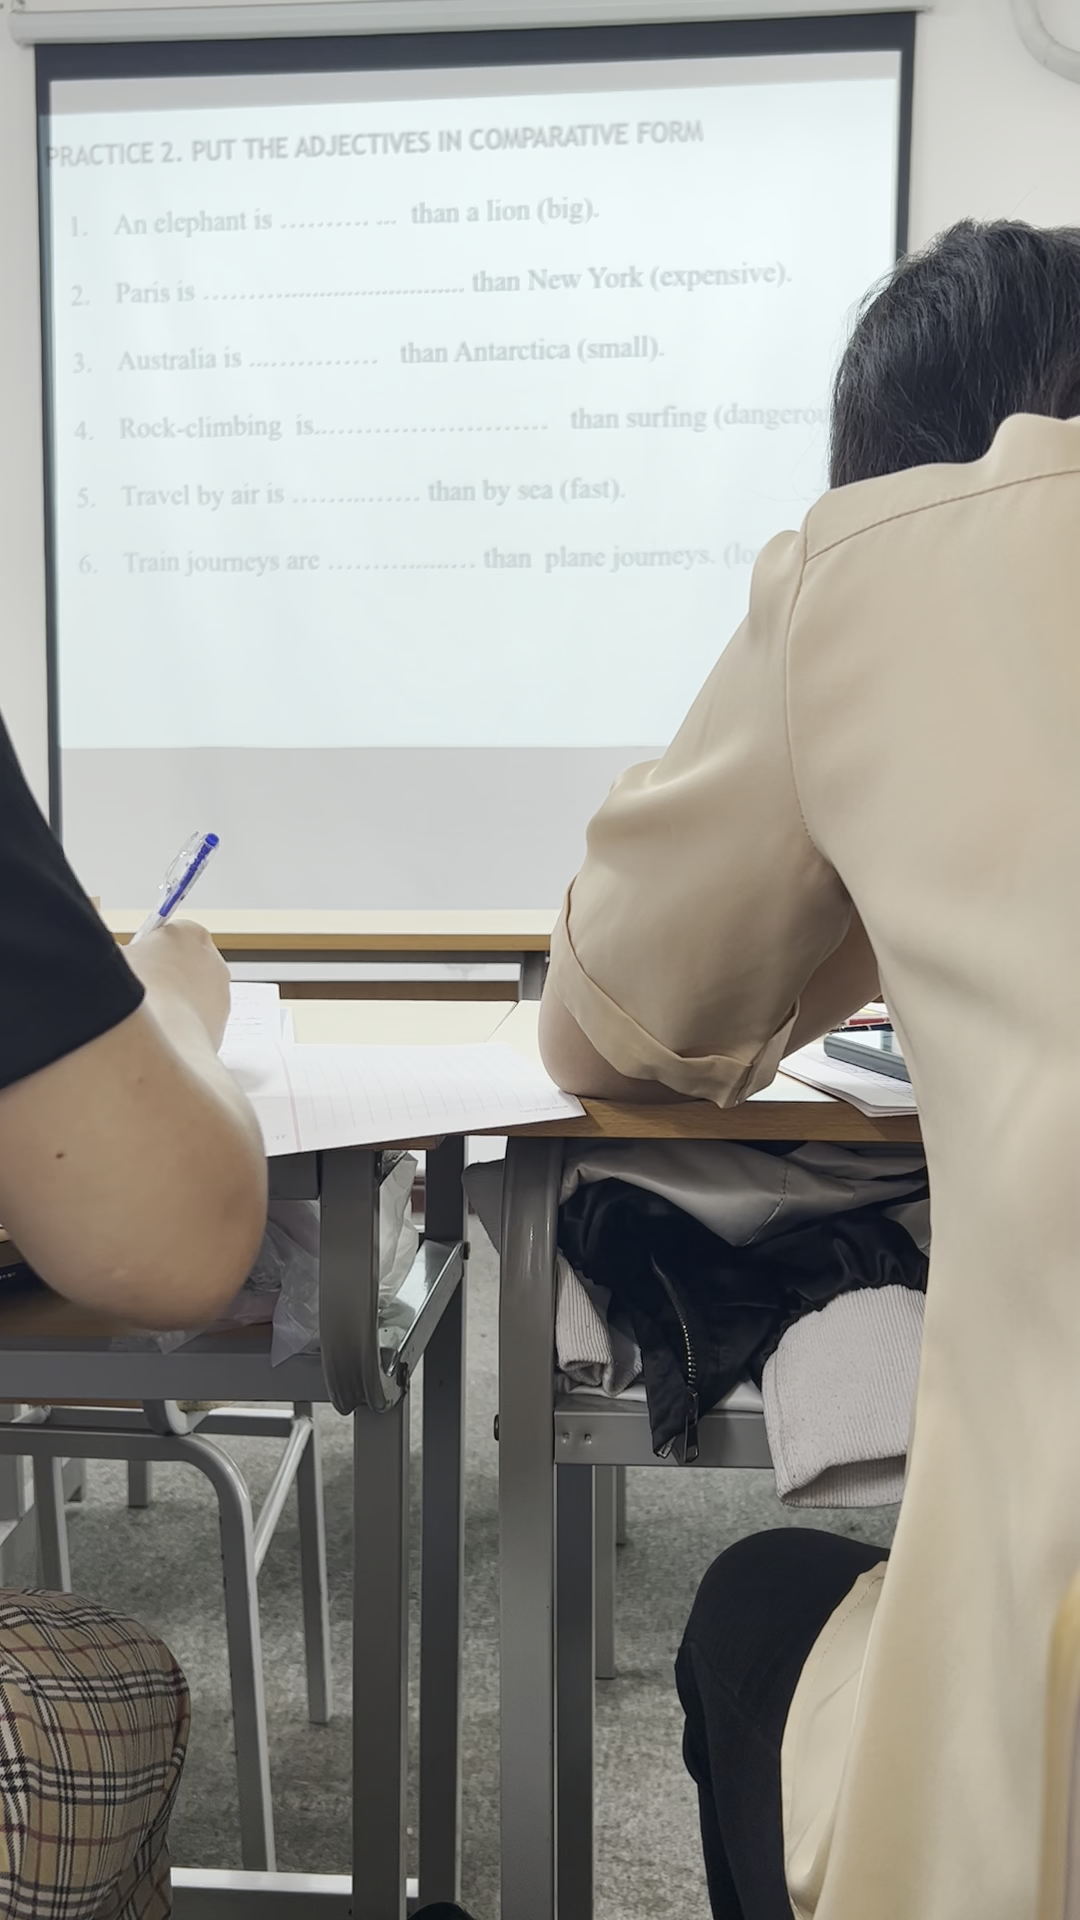 PRACTICE 2. PUT THE ADJECTIVES IN COMPARATIVE FORM
1. An elephant is .......... ... than a lion (big).
2. Paris is ....................................... than New York (expensive).
3. Australia is ............... than Antarctica (small).
4. Rock-climbing is.......................... than surfing (dangerou
5. Travel by air is ................ than by sea (fast).
6. Train journeys are .................. than plane journeys. (lo